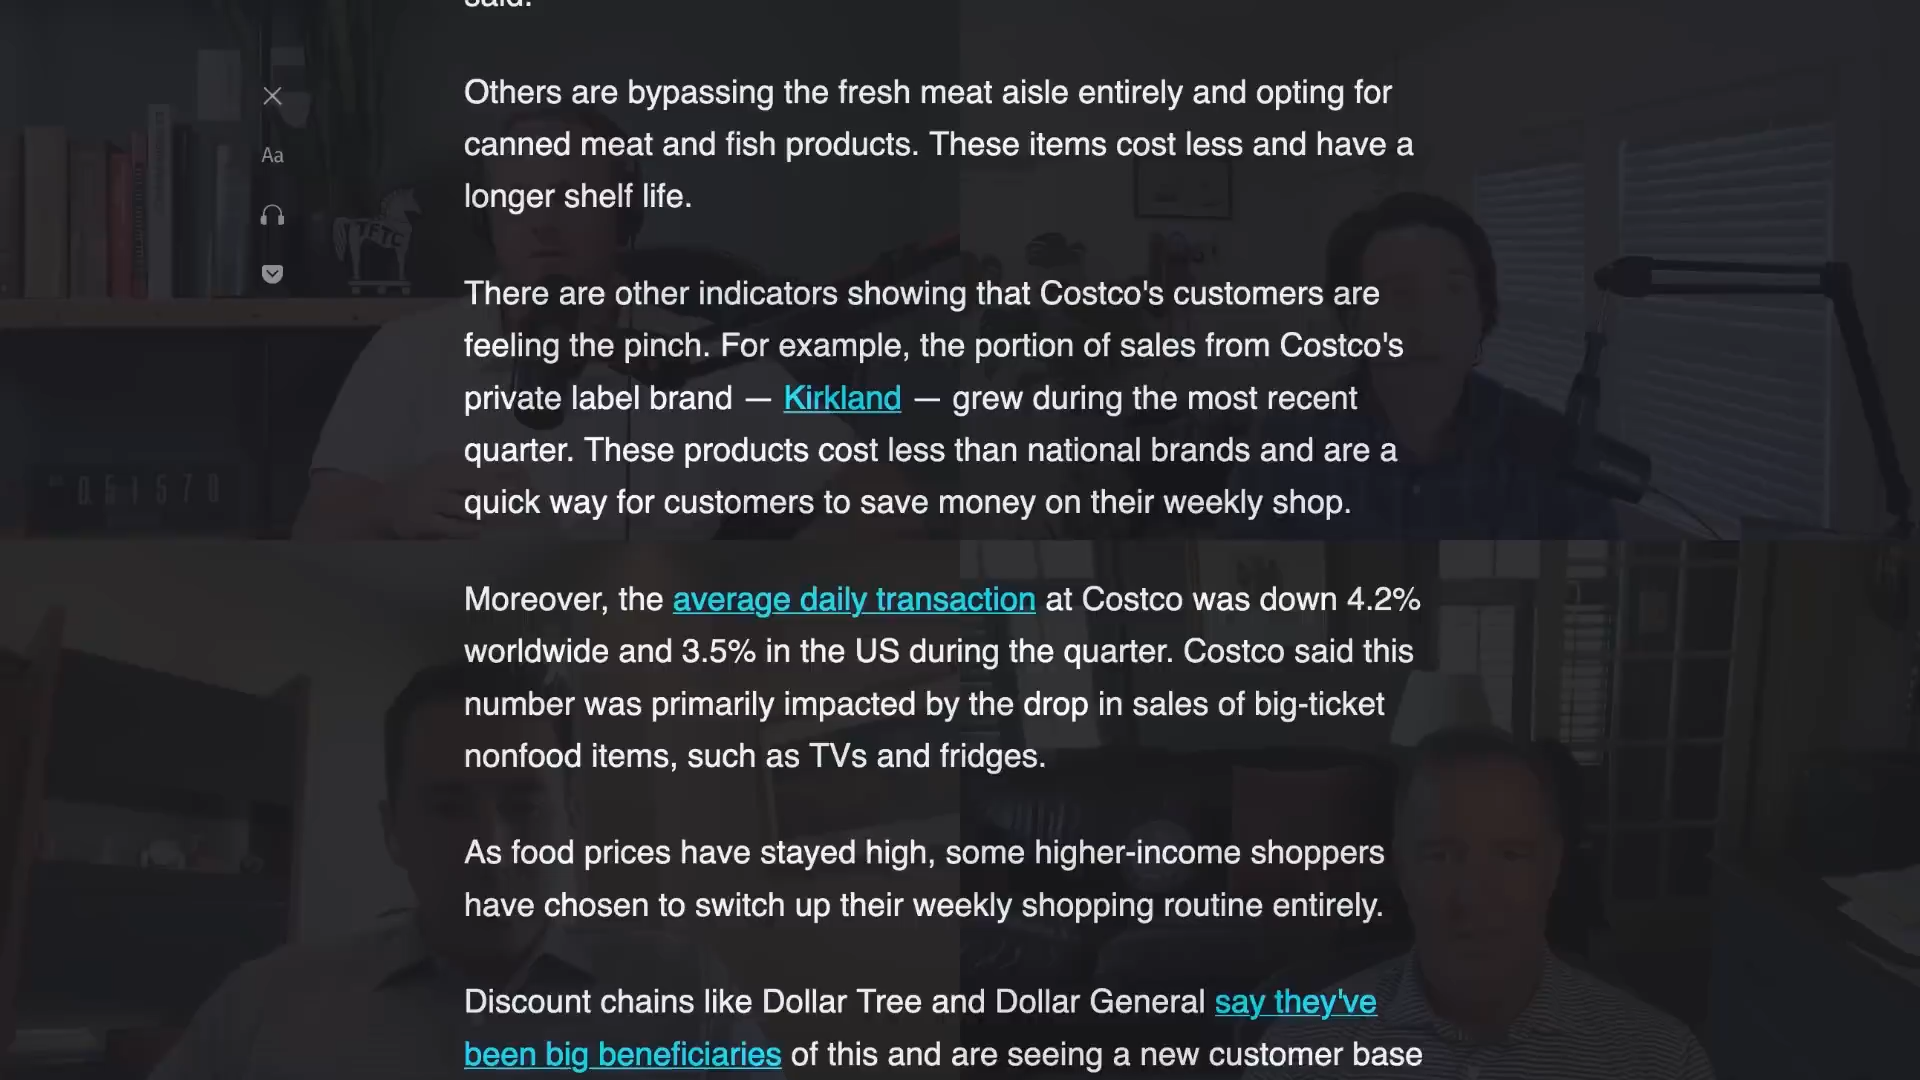 said.
Others are bypassing the fresh meat aisle entirely and opting for
canned meat and fish products. These items cost less and have a
longer shelf life.
Aa
TFTC
There are other indicators showing that Costco's customers are
feeling the pinch. For example, the portion of sales from Costco's
private label brand — Kirkland — grew during the most recent
quarter. These products cost less than national brands and are a
quick way for customers to save money on their weekly shop.
Moreover, the average daily transaction at Costco was down 4.2%
worldwide and 3.5% in the US during the quarter. Costco said this
number was primarily impacted by the drop in sales of big-ticket
nonfood items, such as TVs and fridges.
As food prices have stayed high, some higher-income shoppers
have chosen to switch up their weekly shopping routine entirely.
Discount chains like Dollar Tree and Dollar General say they've
been big beneficiaries of this and are seeing a new customer base